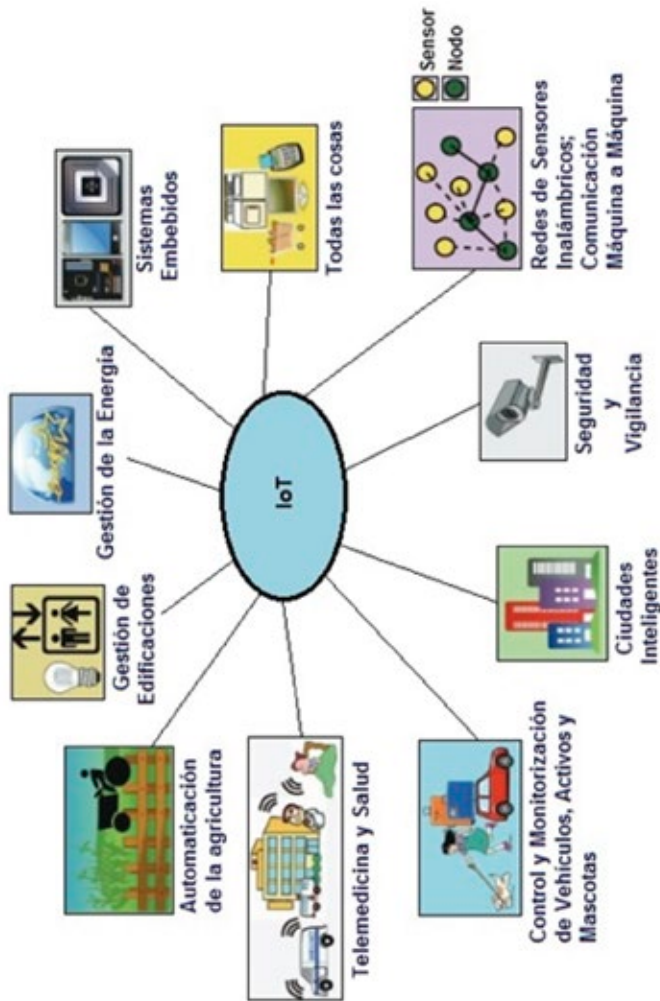 Automaticación
de la agricultura
Gestión de
Edificaciones
Gestión de la Energía
Sistemas
Embebidos
Telemedicina y Salud
IoT
Todas las cosas
Control y Monitorización
de Vehículos, Activos y
Mascotas
Ciudades
Inteligentes
Seguridad
y
Vigilancia
Redes de Sensores
Inalámbricos;
Comunicación
Máquina a Máquina
Sensor
Nodo